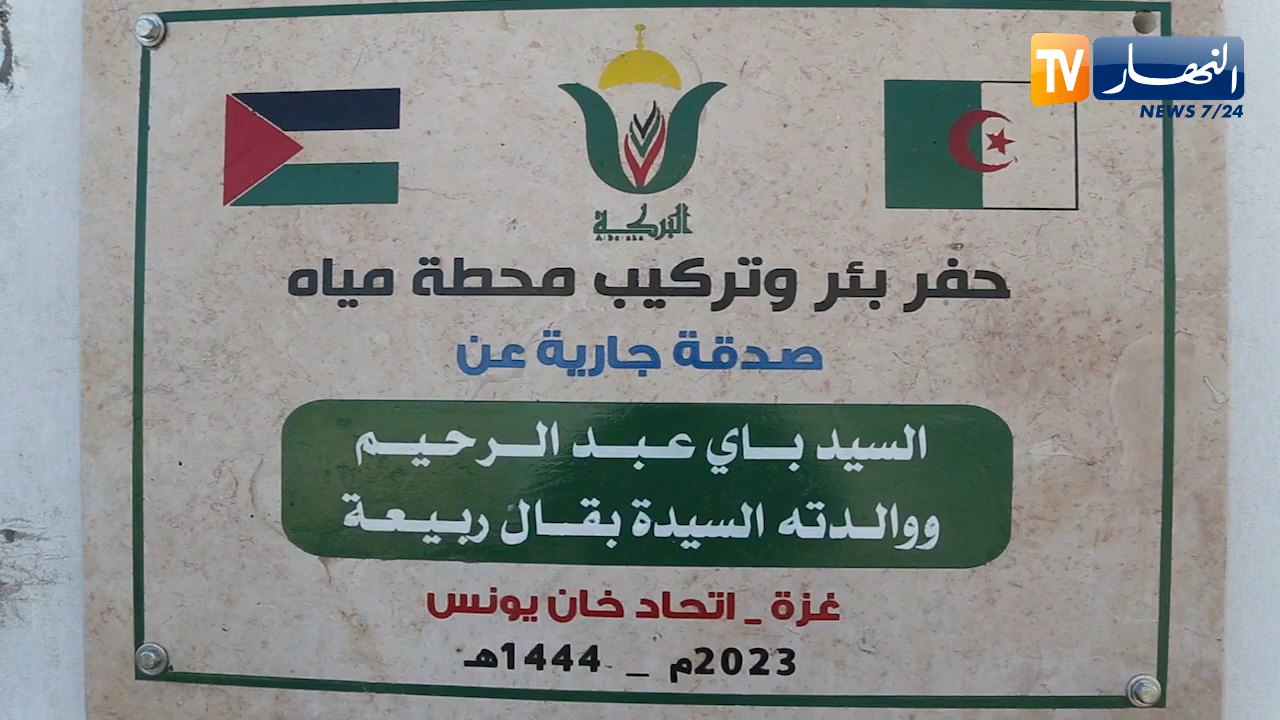 النهار TV
NEWS 7/24
البركة
حفر بئر وتركيب محطة مياه
صدقة جارية عن
السيد باي عبد الرحيم
ووالدته السيدة بقال ربيعة
غزة _ اتحاد خان يونس
2023م _ 1444هـ